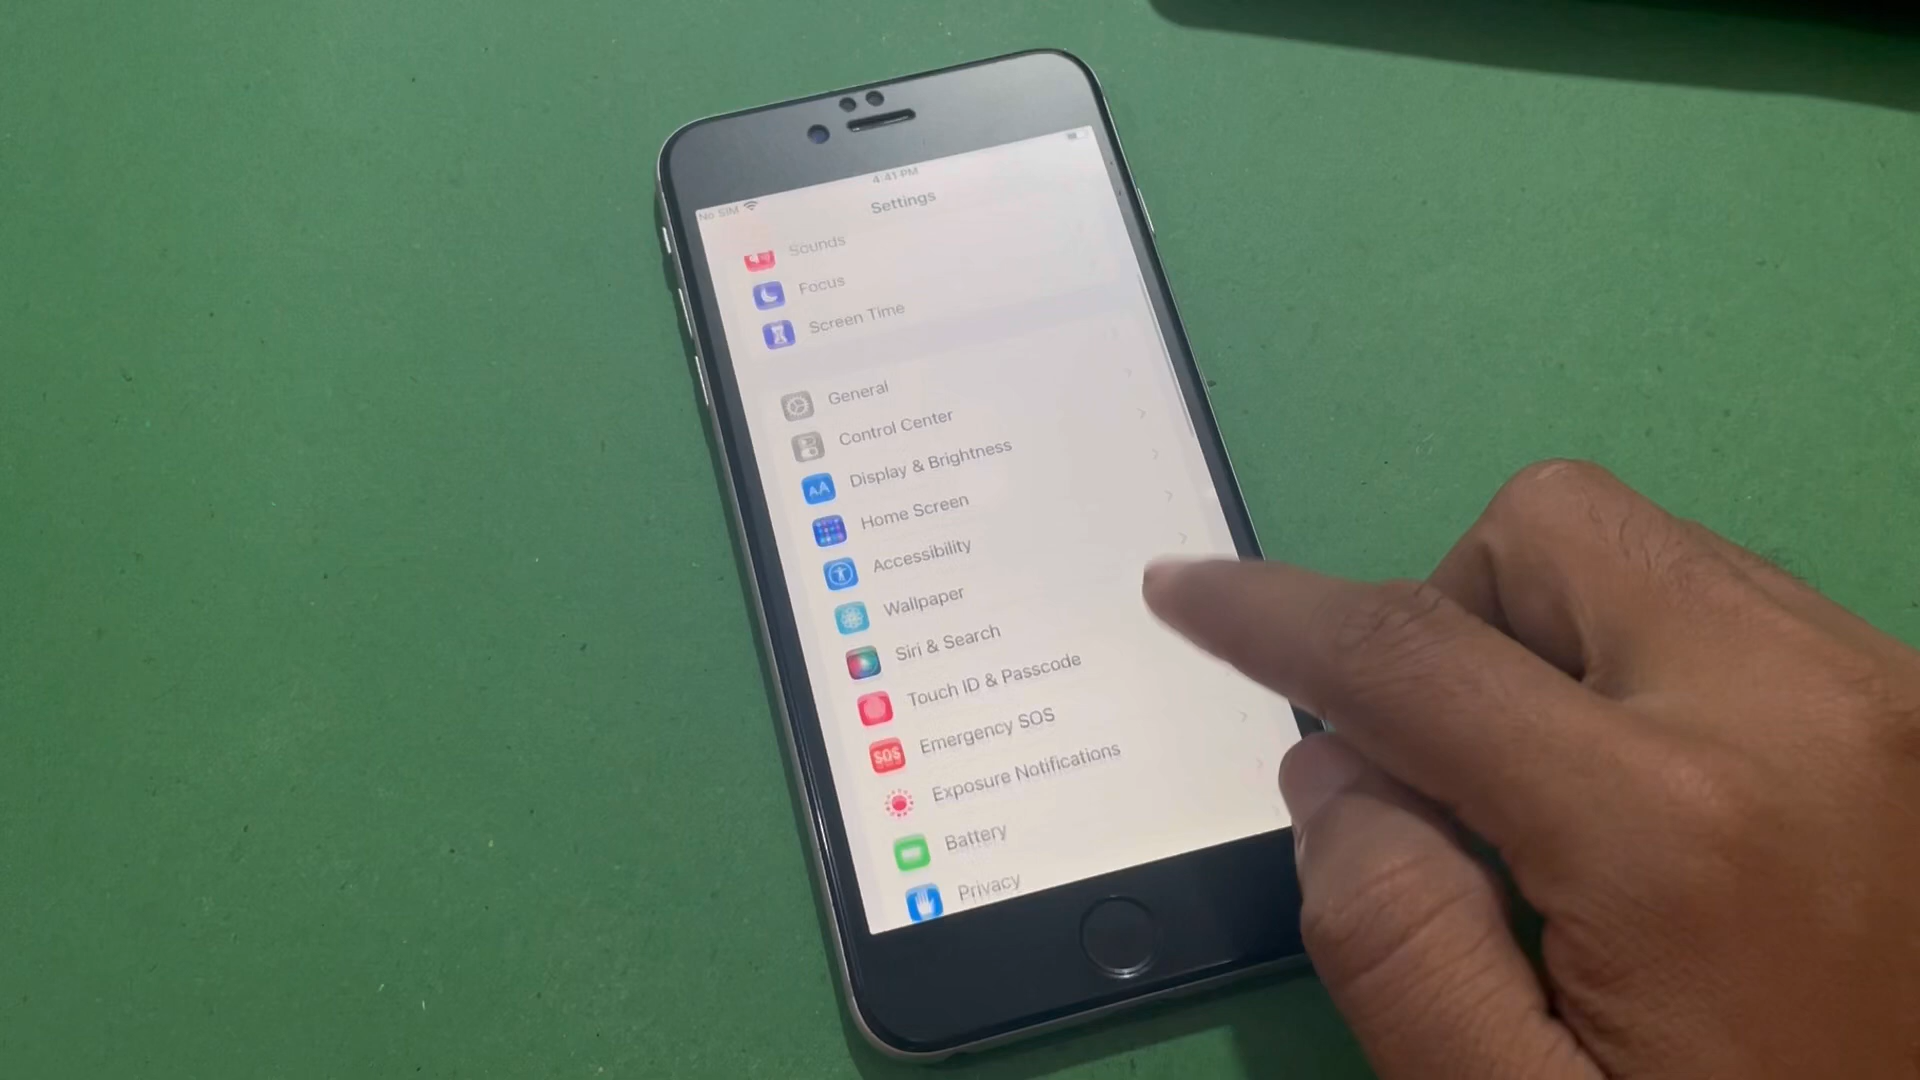 4:41 PM
No SIM
Settings
Sounds
Focus
Screen Time
General
Control Center
AA Display & Brightness
Home Screen
Accessibility
Wallpaper
Siri & Search
Touch ID & Passcode
SOS Emergency SOS
Exposure Notifications
Battery
Privacy